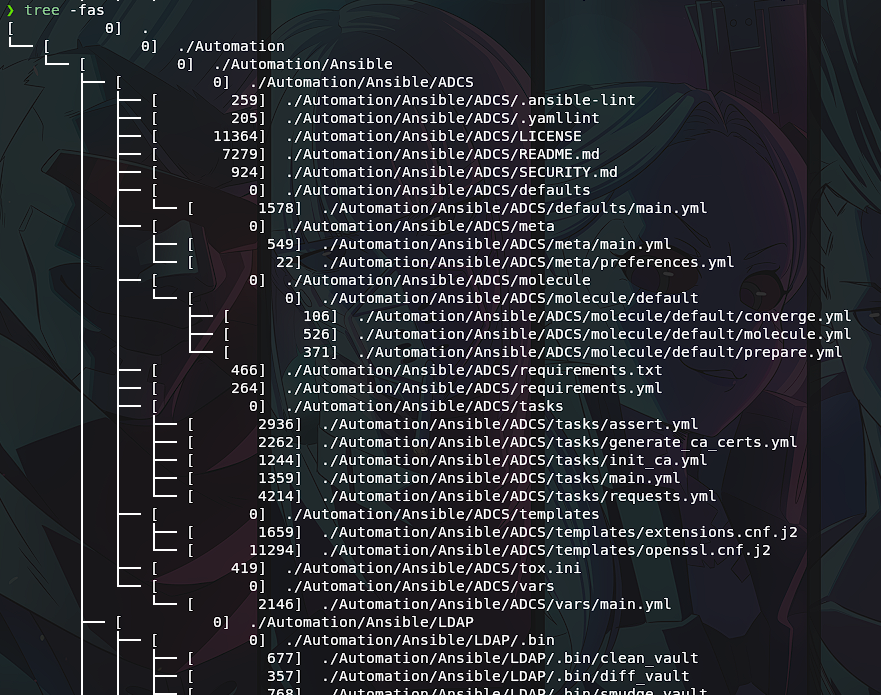 ❯ tree -fas
[          0]  .
└── [          0]  ./Automation
    └── [          0]  ./Automation/Ansible
        ├── [          0]  ./Automation/Ansible/ADCS
        │   ├── [        259]  ./Automation/Ansible/ADCS/.ansible-lint
        │   ├── [        205]  ./Automation/Ansible/ADCS/.yamllint
        │   ├── [      11364]  ./Automation/Ansible/ADCS/LICENSE
        │   ├── [       7279]  ./Automation/Ansible/ADCS/README.md
        │   ├── [        924]  ./Automation/Ansible/ADCS/SECURITY.md
        │   ├── [          0]  ./Automation/Ansible/ADCS/defaults
        │   │   └── [       1578]  ./Automation/Ansible/ADCS/defaults/main.yml
        │   ├── [          0]  ./Automation/Ansible/ADCS/meta
        │   │   ├── [        549]  ./Automation/Ansible/ADCS/meta/main.yml
        │   │   └── [         22]  ./Automation/Ansible/ADCS/meta/preferences.yml
        │   ├── [          0]  ./Automation/Ansible/ADCS/molecule
        │   │   └── [          0]  ./Automation/Ansible/ADCS/molecule/default
        │   │       ├── [        106]  ./Automation/Ansible/ADCS/molecule/default/converge.yml
        │   │       ├── [        526]  ./Automation/Ansible/ADCS/molecule/default/molecule.yml
        │   │       └── [        371]  ./Automation/Ansible/ADCS/molecule/default/prepare.yml
        │   ├── [        466]  ./Automation/Ansible/ADCS/requirements.txt
        │   ├── [        264]  ./Automation/Ansible/ADCS/requirements.yml
        │   ├── [          0]  ./Automation/Ansible/ADCS/tasks
        │   │   ├── [       2936]  ./Automation/Ansible/ADCS/tasks/assert.yml
        │   │   ├── [       2262]  ./Automation/Ansible/ADCS/tasks/generate_ca_certs.yml
        │   │   ├── [       1244]  ./Automation/Ansible/ADCS/tasks/init_ca.yml
        │   │   ├── [       1359]  ./Automation/Ansible/ADCS/tasks/main.yml
        │   │   └── [       4214]  ./Automation/Ansible/ADCS/tasks/requests.yml
        │   ├── [          0]  ./Automation/Ansible/ADCS/templates
        │   │   ├── [       1659]  ./Automation/Ansible/ADCS/templates/extensions.cnf.j2
        │   │   └── [      11294]  ./Automation/Ansible/ADCS/templates/openssl.cnf.j2
        │   ├── [        419]  ./Automation/Ansible/ADCS/tox.ini
        │   └── [          0]  ./Automation/Ansible/ADCS/vars
        │       └── [       2146]  ./Automation/Ansible/ADCS/vars/main.yml
        ├── [          0]  ./Automation/Ansible/LDAP
        │   ├── [          0]  ./Automation/Ansible/LDAP/.bin
        │   │   ├── [        677]  ./Automation/Ansible/LDAP/.bin/clean_vault
        │   │   ├── [        357]  ./Automation/Ansible/LDAP/.bin/diff_vault
        │   │   ├── [        768]  ./Automation/Ansible/LDAP/.bin/smudge_vault